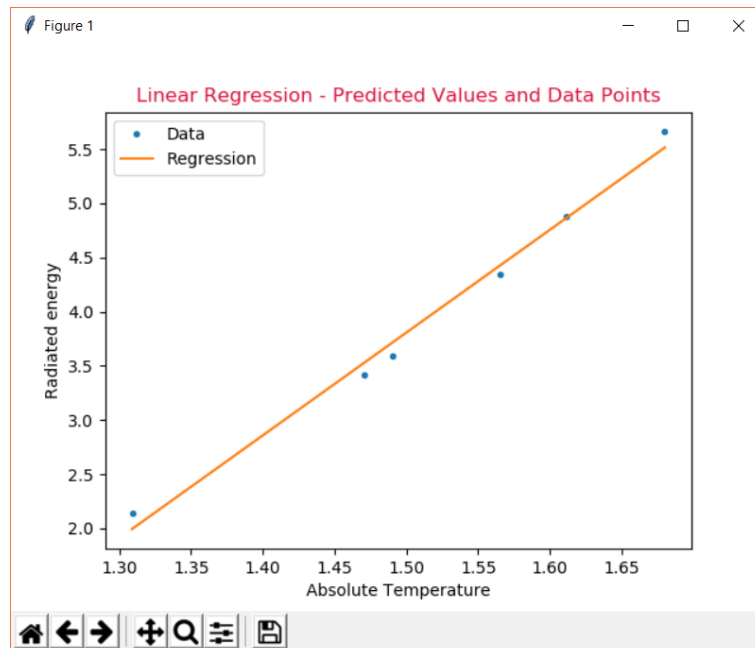 Figure 1
Linear Regression - Predicted Values and Data Points
Data
Regression
5.5
5.0
4.5
4.0
3.5
3.0
2.5
2.0
Radiated energy
1.30 1.35 1.40 1.45 1.50 1.55 1.60 1.65
Absolute Temperature